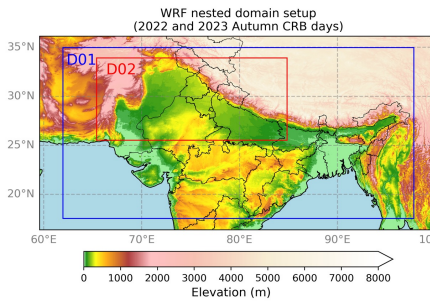 WRF nested domain setup
(2022 and 2023 Autumn CRB days)
35°N
D01
D02
30°N
25°N
20°N
60°E 70°E 80°E 90°E 10
0 1000 2000 3000 4000 5000 6000 7000 8000
Elevation (m)